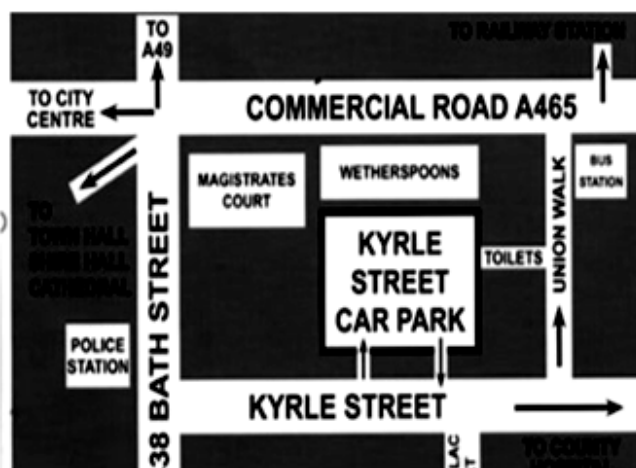 TO
A49
TO RAILWAY STATION
TO CITY
CENTRE
COMMERCIAL ROAD A465
MAGISTRATES
COURT
WETHERSPOONS
BUS
STATION
UNION WALK
TO
TOWN HALL
SHIRE HALL
CATHEDRAL
KYRLE
STREET
CAR PARK
TOILETS
38 BATH STREET
POLICE
STATION
KYRLE STREET
TO COUNTY